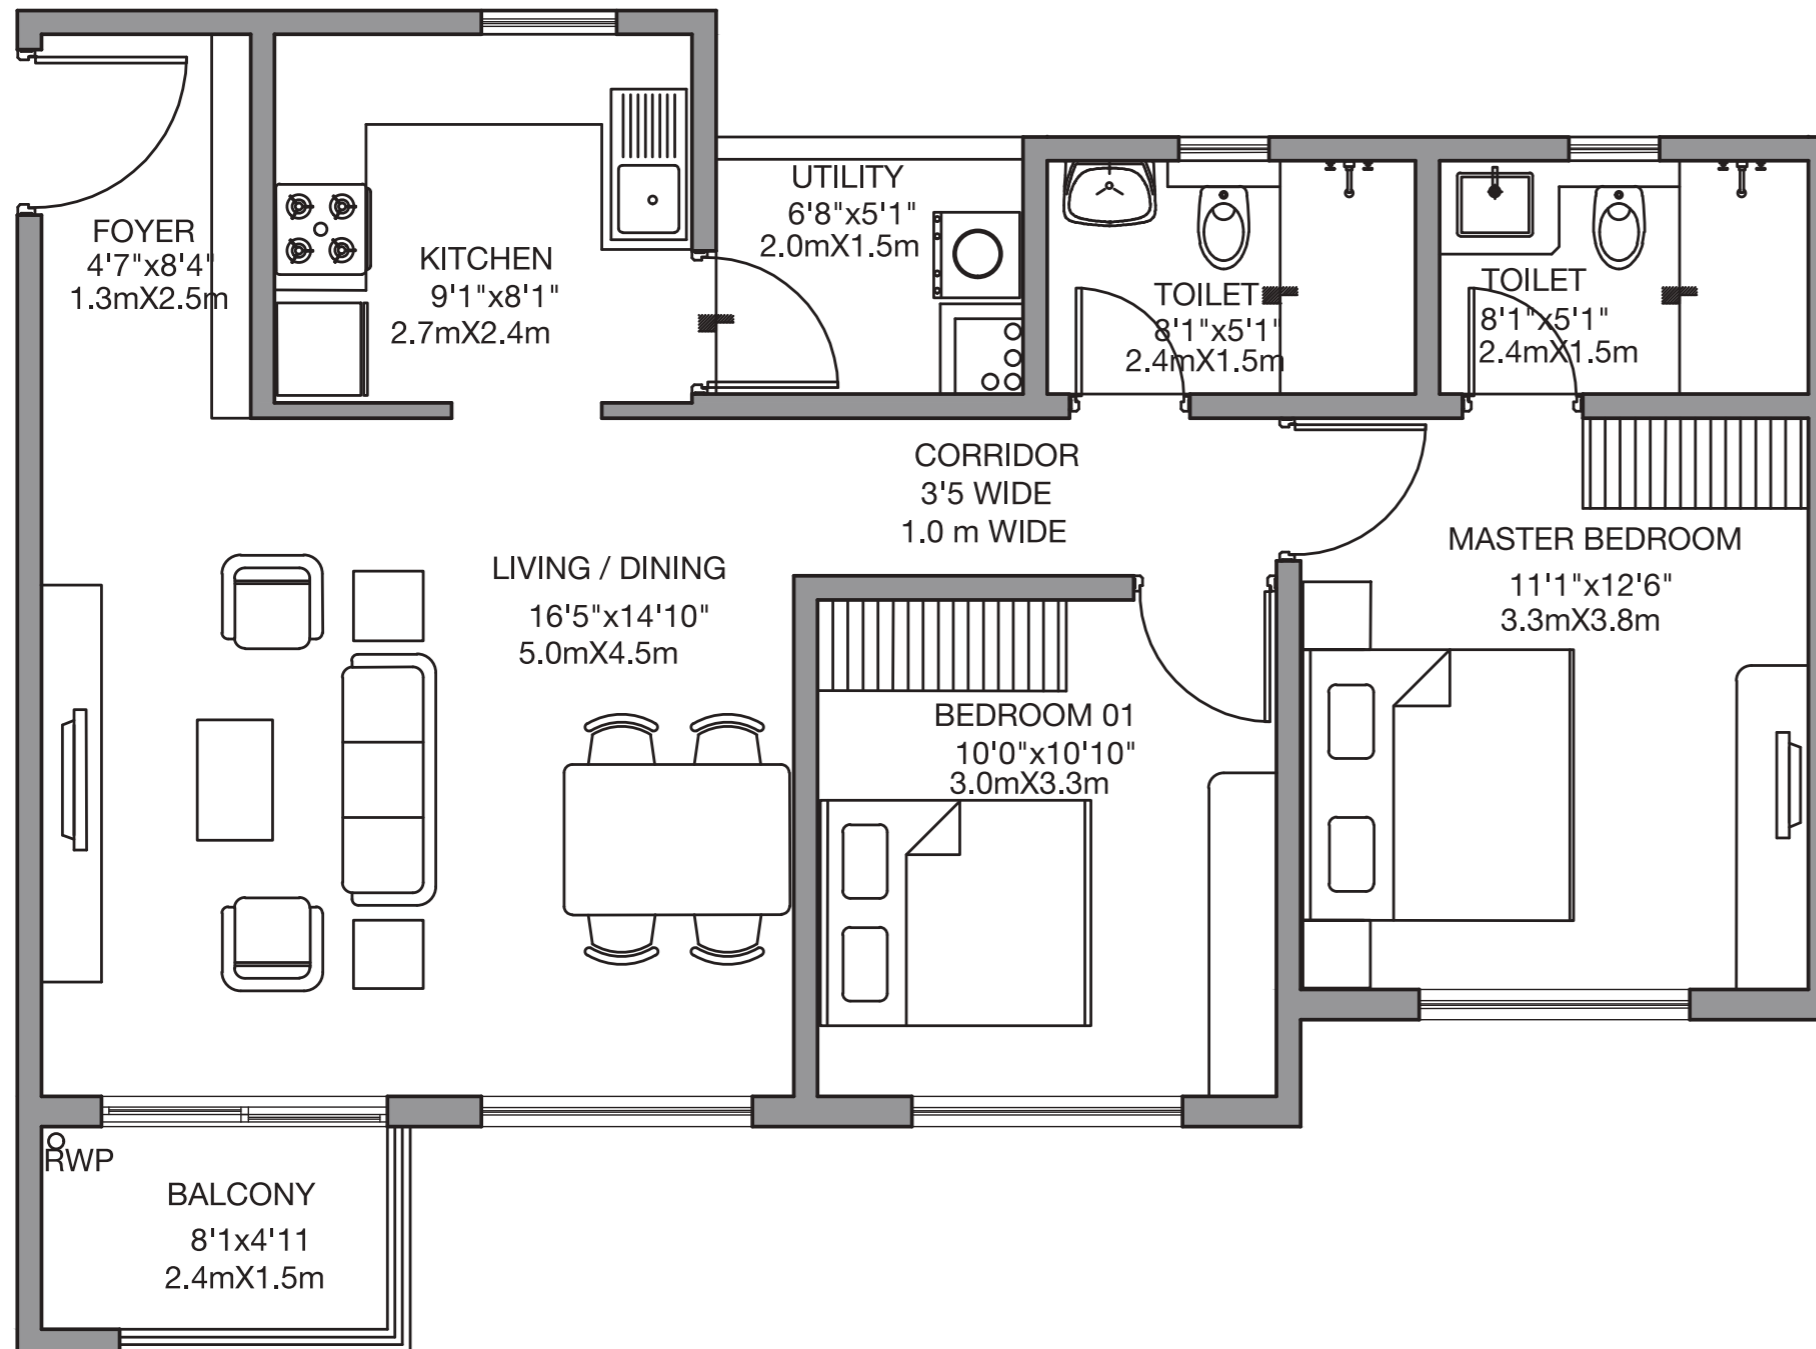 FOYER
4'7"x8'4"
1.3mX2.5m
KITCHEN
9'1"x8'1"
2.7mX2.4m
UTILITY
6'8"x5'1"
2.0mX1.5m
TOILET
8'1"x5'1"
2.4mX1.5m
TOILET
8'1"x5'1"
2.4mX1.5m
CORRIDOR
3'5 WIDE
1.0 m WIDE
LIVING / DINING
16'5"x14'10"
5.0mX4.5m
MASTER BEDROOM
11'1"x12'6"
3.3mX3.8m
BEDROOM 01
10'0"x10'10"
3.0mX3.3m
RWP
BALCONY
8'1x4'11
2.4mX1.5m